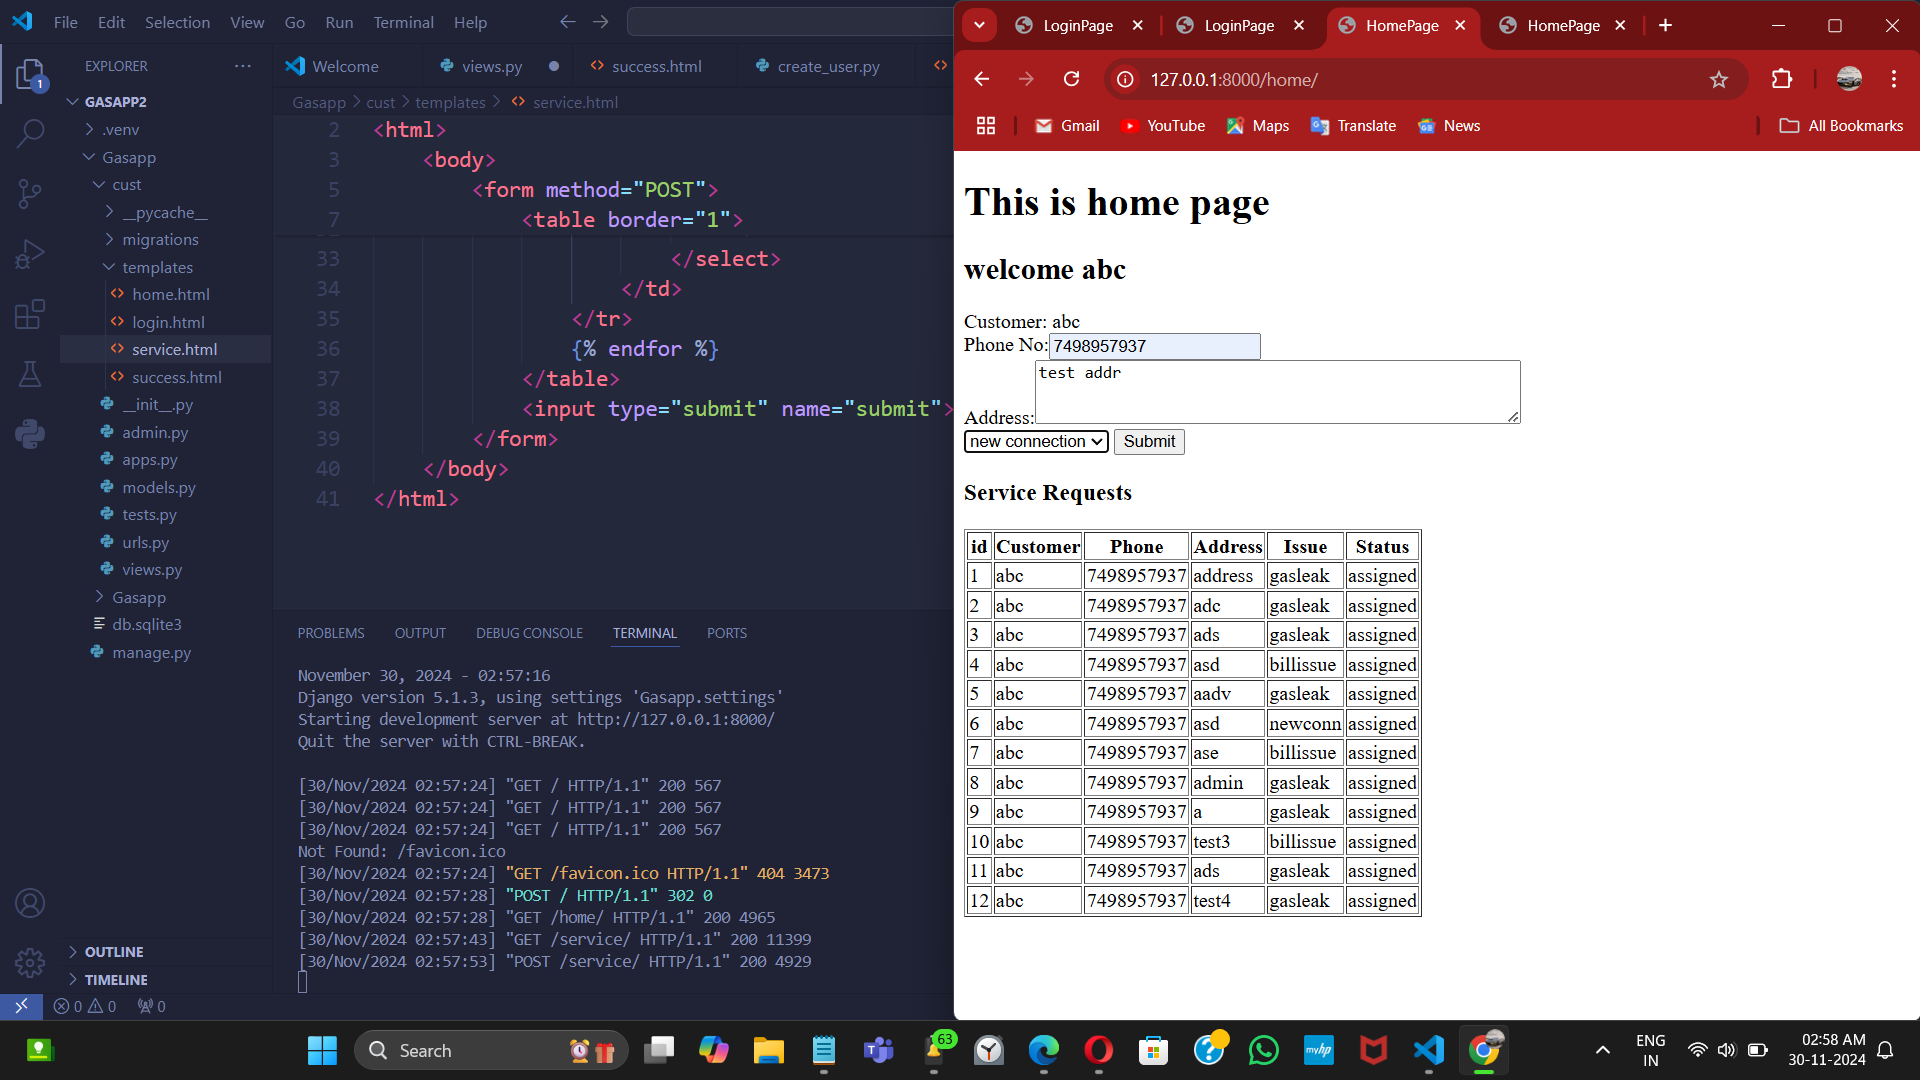 File Edit Selection View Go Run Terminal Help
EXPLORER
1
GASAPP2
.venv
Gasapp
cust
__pycache__
migrations
templates
home.html
login.html
service.html
success.html
__init__.py
admin.py
apps.py
models.py
tests.py
urls.py
views.py
Gasapp
db.sqlite3
manage.py
OUTLINE
TIMELINE
0 0 0
Welcome views.py success.html create_user.py
Gasapp > cust > templates > service.html
2 <html>
3 <body>
5 <form method="POST">
7 <table border="1">
33 </select>
34 </td>
35 </tr>
36 {% endfor %}
37 </table>
38 <input type="submit" name="submit">
39 </form>
40 </body>
41 </html>
PROBLEMS OUTPUT DEBUG CONSOLE TERMINAL PORTS
November 30, 2024 - 02:57:16
Django version 5.1.3, using settings 'Gasapp.settings'
Starting development server at http://127.0.0.1:8000/
Quit the server with CTRL-BREAK.
[30/Nov/2024 02:57:24] "GET / HTTP/1.1" 200 567
[30/Nov/2024 02:57:24] "GET / HTTP/1.1" 200 567
[30/Nov/2024 02:57:24] "GET / HTTP/1.1" 200 567
Not Found: /favicon.ico
[30/Nov/2024 02:57:24] "GET /favicon.ico HTTP/1.1" 404 3473
[30/Nov/2024 02:57:28] "POST / HTTP/1.1" 302 0
[30/Nov/2024 02:57:28] "GET /home/ HTTP/1.1" 200 4965
[30/Nov/2024 02:57:43] "GET /service/ HTTP/1.1" 200 11399
[30/Nov/2024 02:57:53] "POST /service/ HTTP/1.1" 200 4929
LoginPage LoginPage HomePage HomePage
127.0.0.1:8000/home/
Gmail YouTube Maps Translate News All Bookmarks
This is home page
welcome abc
Customer: abc
Phone No: 7498957937
test addr
Address:
new connection Submit
Service Requests
id Customer Phone Address Issue Status
1 abc 7498957937 address gasleak assigned
2 abc 7498957937 adc gasleak assigned
3 abc 7498957937 ads gasleak assigned
4 abc 7498957937 asd billissue assigned
5 abc 7498957937 aadv gasleak assigned
6 abc 7498957937 asd newconn assigned
7 abc 7498957937 ase billissue assigned
8 abc 7498957937 admin gasleak assigned
9 abc 7498957937 a gasleak assigned
10 abc 7498957937 test3 billissue assigned
11 abc 7498957937 ads gasleak assigned
12 abc 7498957937 test4 gasleak assigned
Search 63 myhp
ENG
IN
02:58 AM
30-11-2024